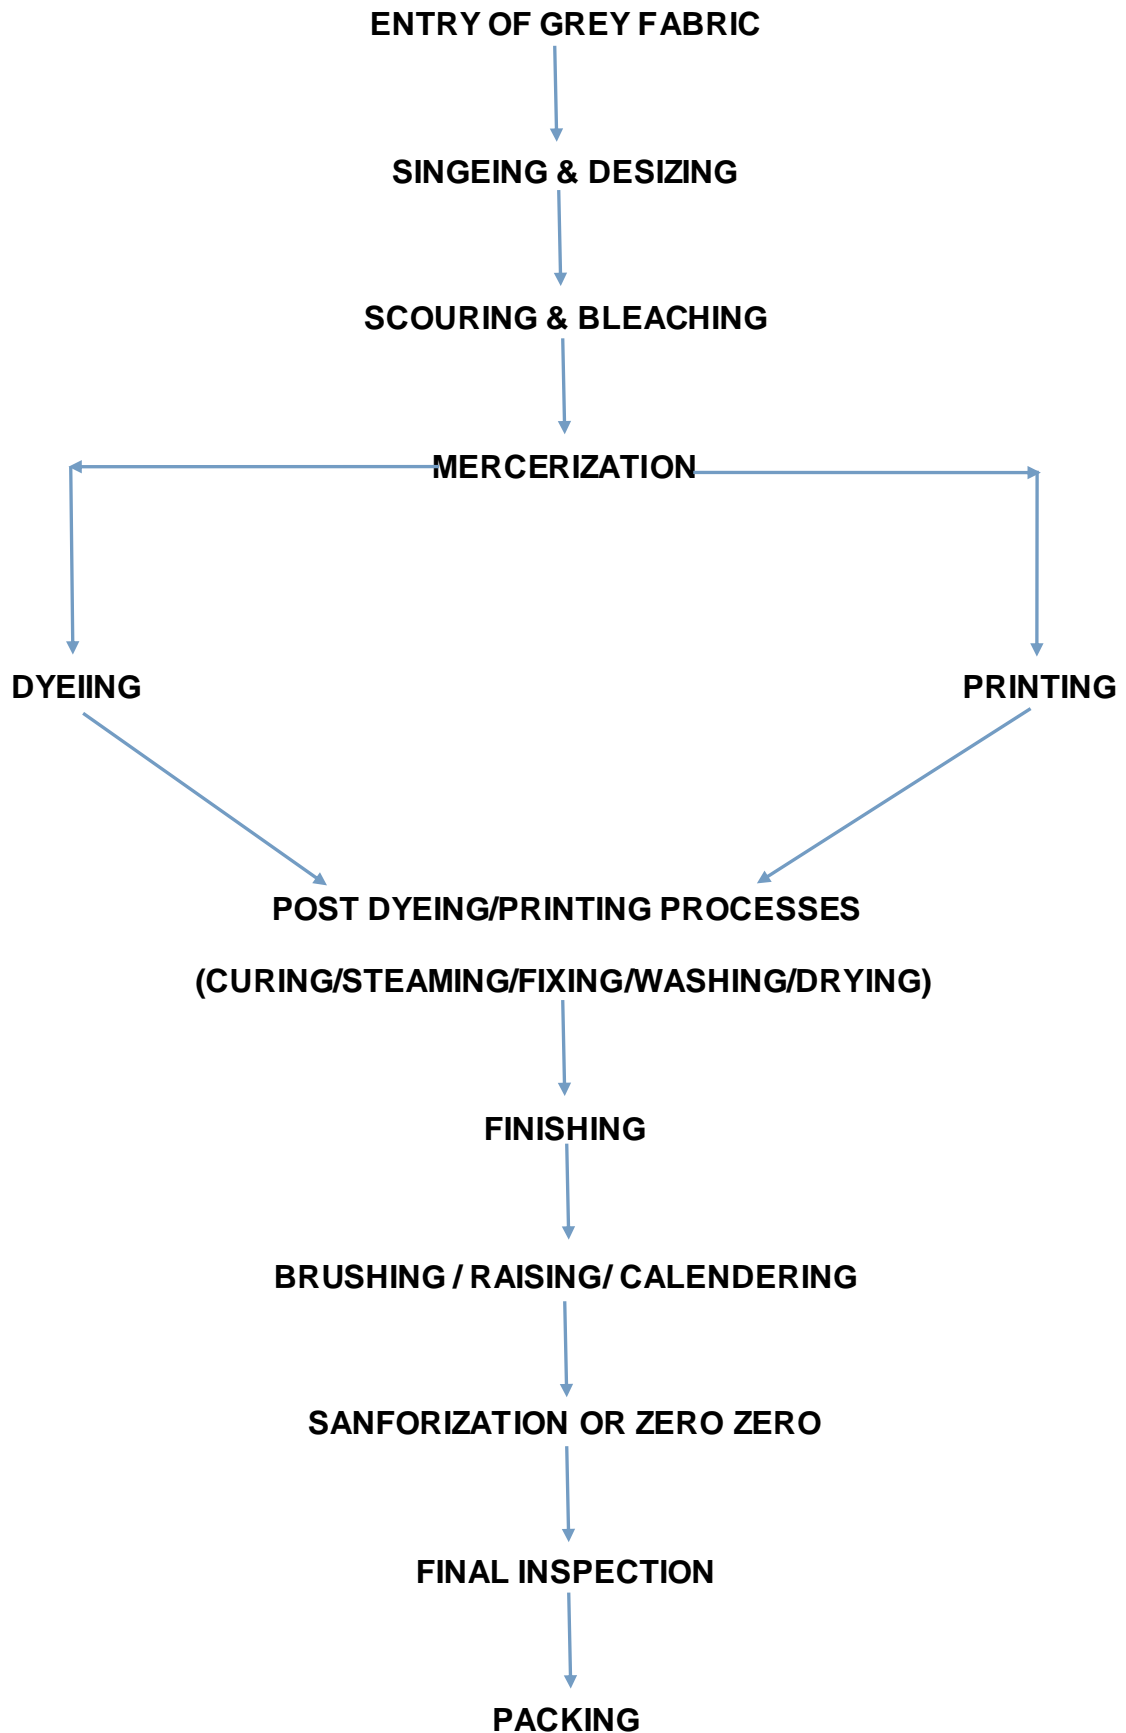 ENTRY OF GREY FABRIC
SINGEING & DESIZING
SCOURING & BLEACHING
MERCERIZATION
DYEIING
PRINTING
POST DYEING/PRINTING PROCESSES
(CURING/STEAMING/FIXING/WASHING/DRYING)
FINISHING
BRUSHING / RAISING/ CALENDERING
SANFORIZATION OR ZERO ZERO
FINAL INSPECTION
PACKING